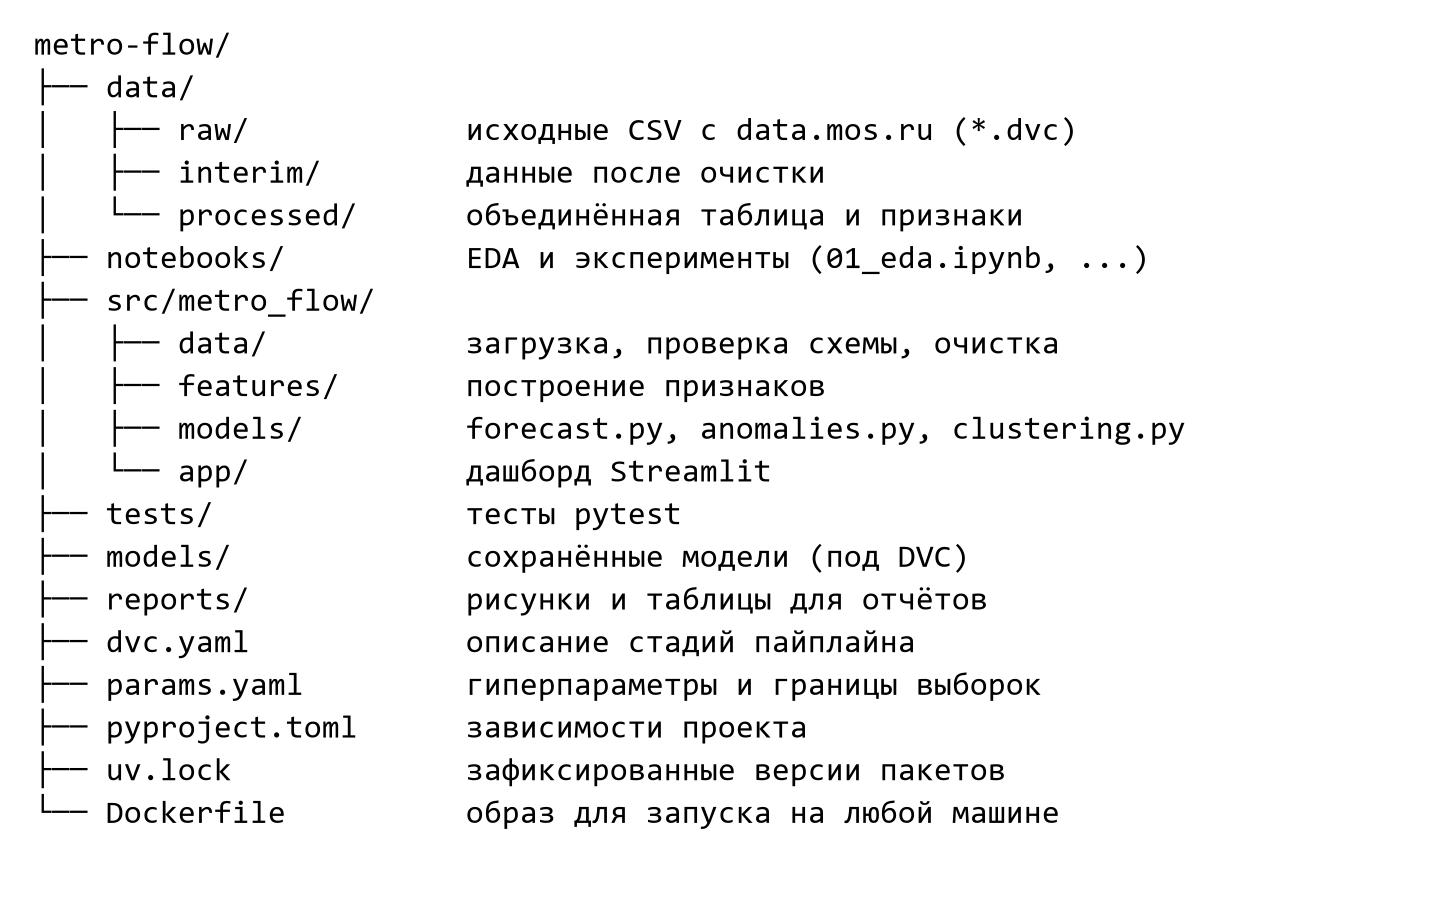 metro-flow/
├── data/
│   ├── raw/            исходные CSV с data.mos.ru (*.dvc)
│   ├── interim/        данные после очистки
│   └── processed/      объединённая таблица и признаки
├── notebooks/          EDA и эксперименты (01_eda.ipynb, ...)
├── src/metro_flow/
│   ├── data/           загрузка, проверка схемы, очистка
│   ├── features/       построение признаков
│   ├── models/         forecast.py, anomalies.py, clustering.py
│   └── app/            дашборд Streamlit
├── tests/              тесты pytest
├── models/             сохранённые модели (под DVC)
├── reports/            рисунки и таблицы для отчётов
├── dvc.yaml            описание стадий пайплайна
├── params.yaml         гиперпараметры и границы выборок
├── pyproject.toml      зависимости проекта
├── uv.lock             зафиксированные версии пакетов
└── Dockerfile          образ для запуска на любой машине